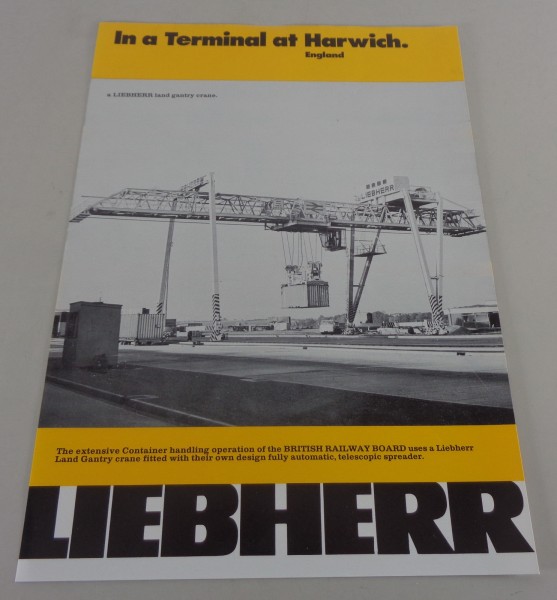 In a Terminal at Harwich.
England
a LIEBHERR land gantry crane.
LIEBHERR
The extensive Container handling operation of the BRITISH RAILWAY BOARD uses a Liebherr
Land Gantry crane fitted with their own design fully automatic, telescopic spreader.
LIEBHERR